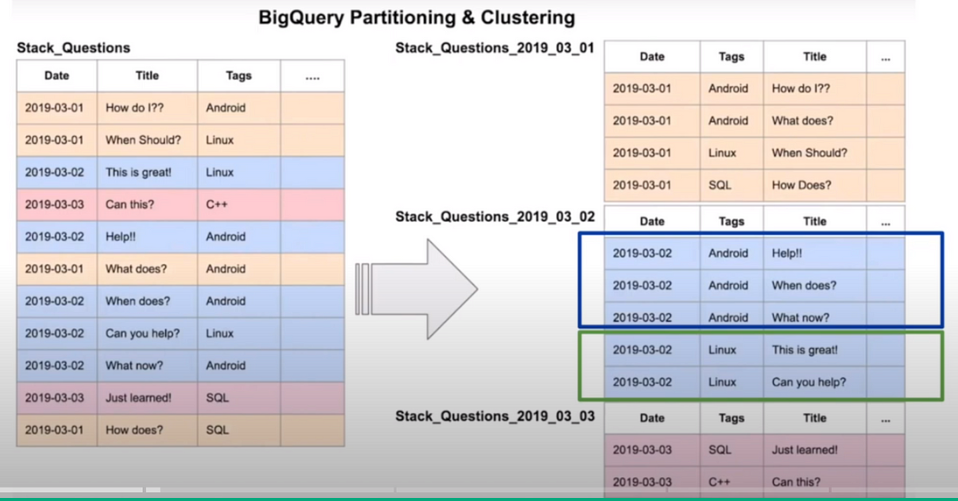 BigQuery Partitioning & Clustering
Stack_Questions
Date Title Tags ....
2019-03-01 How do I?? Android
2019-03-01 When Should? Linux
2019-03-02 This is great! Linux
2019-03-03 Can this? C++
2019-03-02 Help!! Android
2019-03-01 What does? Android
2019-03-02 When does? Android
2019-03-02 Can you help? Linux
2019-03-02 What now? Android
2019-03-03 Just learned! SQL
2019-03-01 How does? SQL
Stack_Questions_2019_03_01
Date Tags Title ...
2019-03-01 Android How do I??
2019-03-01 Android What does?
2019-03-01 Linux When Should?
2019-03-01 SQL How Does?
Stack_Questions_2019_03_02
Date Tags Title ...
2019-03-02 Android Help!!
2019-03-02 Android When does?
2019-03-02 Android What now?
2019-03-02 Linux This is great!
2019-03-02 Linux Can you help?
Stack_Questions_2019_03_03
Date Tags Title ...
2019-03-03 SQL Just learned!
2019-03-03 C++ Can this?